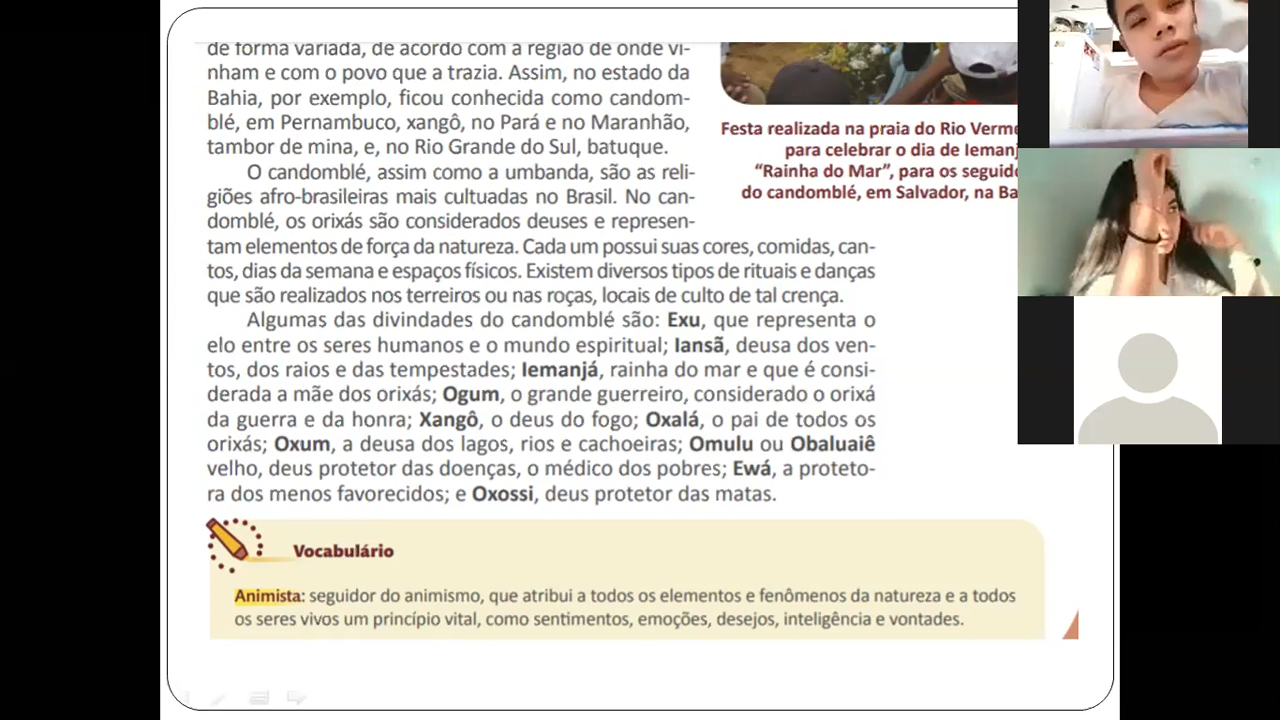 de forma variada, de acordo com a região de onde vi-
nham e com o povo que a trazia. Assim, no estado da
Bahia, por exemplo, ficou conhecida como candom-
blé, em Pernambuco, xangô, no Pará e no Maranhão,
tambor de mina, e, no Rio Grande do Sul, batuque.
O candomblé, assim como a umbanda, são as reli-
giões afro-brasileiras mais cultuadas no Brasil. No can-
domblé, os orixás são considerados deuses e represen-
tam elementos de força da natureza. Cada um possui suas cores, comidas, can-
tos, dias da semana e espaços físicos. Existem diversos tipos de rituais e danças
que são realizados nos terreiros ou nas roças, locais de culto de tal crença.
Algumas das divindades do candomblé são: Exu, que representa o
elo entre os seres humanos e o mundo espiritual; Iansã, deusa dos ven-
tos, dos raios e das tempestades; Iemanjá, rainha do mar e que é consi-
derada a mãe dos orixás; Ogum, o grande guerreiro, considerado o orixá
da guerra e da honra; Xangô, o deus do fogo; Oxalá, o pai de todos os
orixás; Oxum, a deusa dos lagos, rios e cachoeiras; Omulu ou Obaluaiê
velho, deus protetor das doenças, o médico dos pobres; Ewá, a proteto-
ra dos menos favorecidos; e Oxossi, deus protetor das matas.
Festa realizada na praia do Rio Verme
para celebrar o dia de Ieman
"Rainha do Mar", para os seguid
do candomblé, em Salvador, na Ba
Vocabulário
Animista: seguidor do animismo, que atribui a todos os elementos e fenômenos da natureza e a todos
os seres vivos um princípio vital, como sentimentos, emoções, desejos, inteligência e vontades.